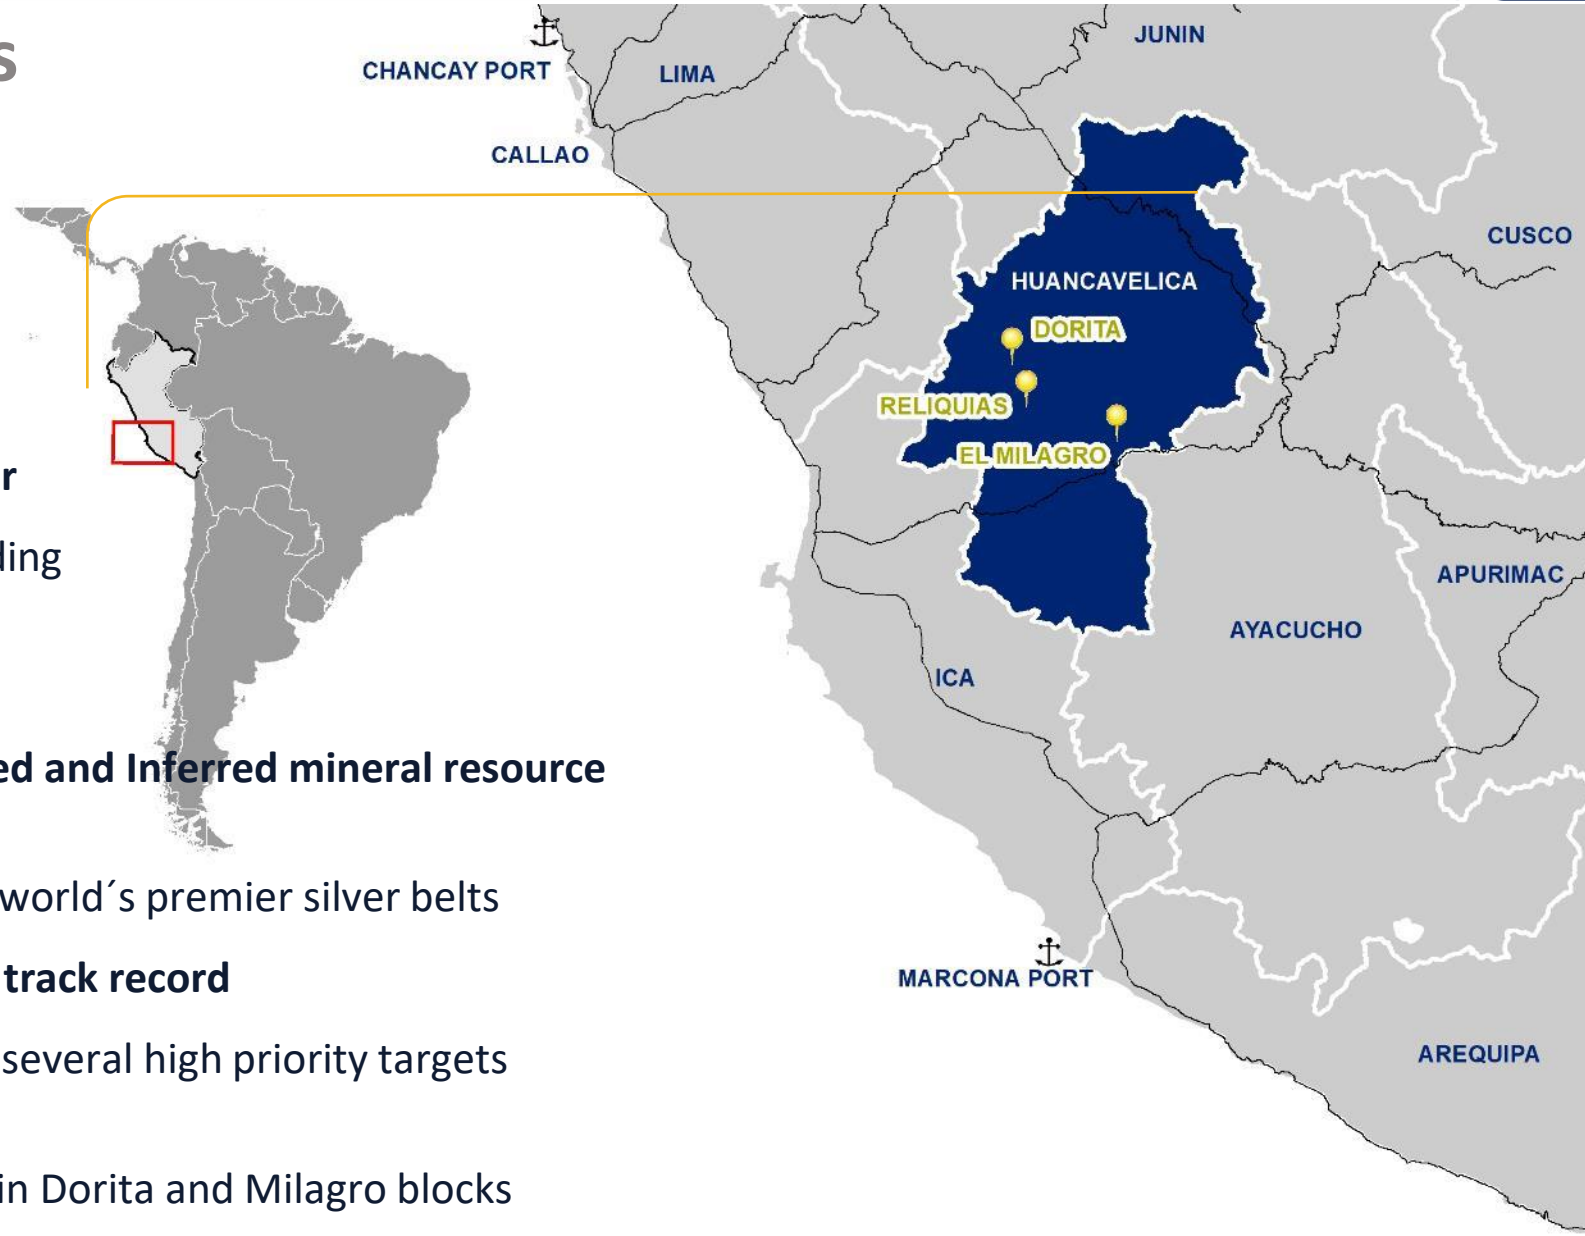 s
r
ding
ed and Inferred mineral resource
world´s premier silver belts
track record
several high priority targets
in Dorita and Milagro blocks
CHANCAY PORT
LIMA
JUNIN
CALLAO
CUSCO
HUANCAVELICA
DORITA
RELIQUIAS
EL MILAGRO
APURIMAC
AYACUCHO
ICA
MARCONA PORT
AREQUIPA